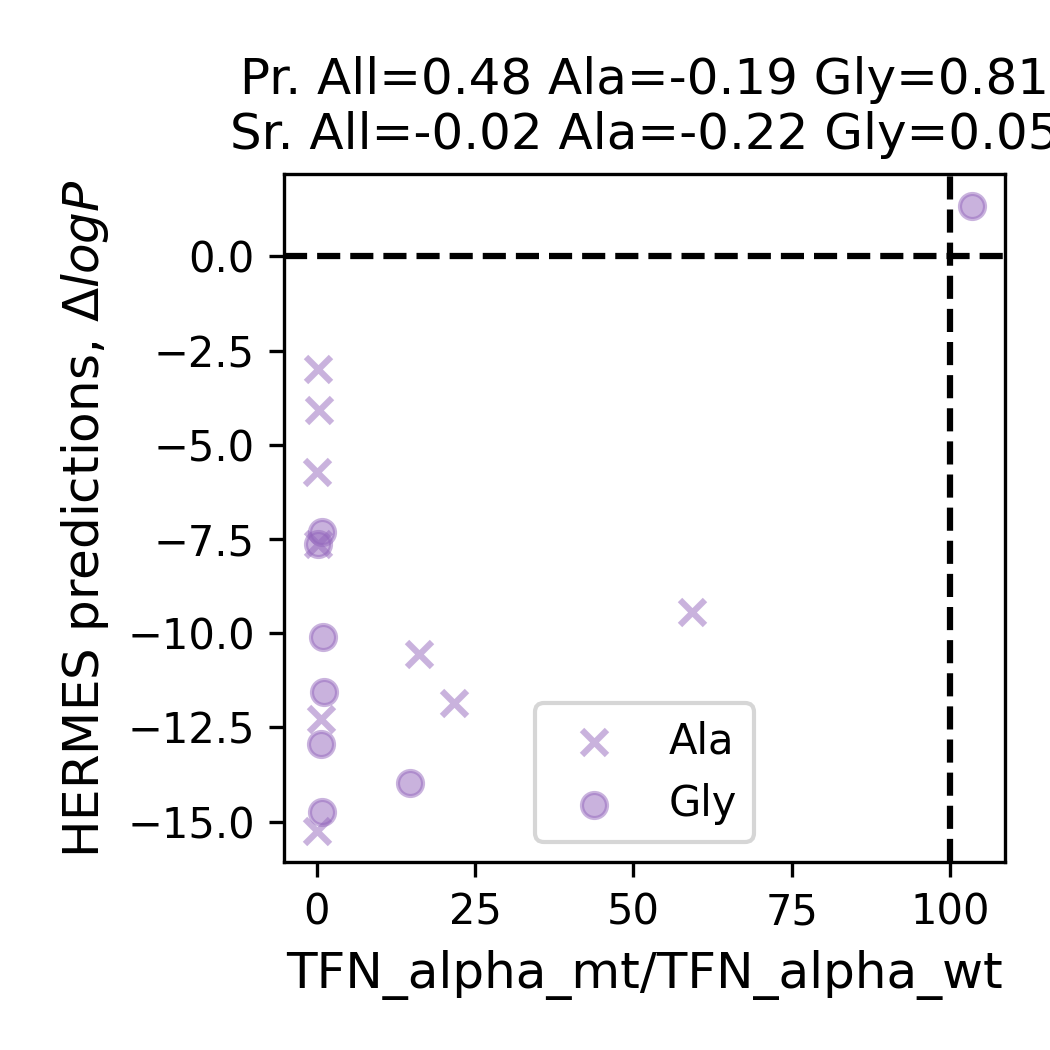 Pr. All=0.48 Ala=-0.19 Gly=0.81
Sr. All=-0.02 Ala=-0.22 Gly=0.05
HERMES predictions, ΔlogP
0.0
−2.5
−5.0
−7.5
−10.0
−12.5
−15.0
Ala
Gly
0 25 50 75 100
TFN_alpha_mt/TFN_alpha_wt